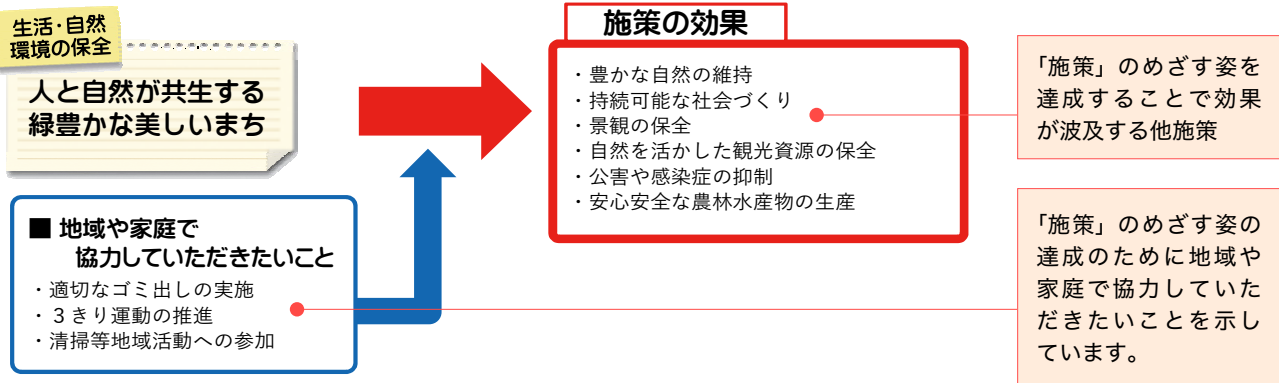 生活・自然
環境の保全
人と自然が共生する
緑豊かな美しいまち
施策の効果
・豊かな自然の維持
・持続可能な社会づくり
・景観の保全
・自然を活かした観光資源の保全
・公害や感染症の抑制
・安心安全な農林水産物の生産
「施策」のめざす姿を
達成することで効果
が波及する他施策
■ 地域や家庭で
協力していただきたいこと
・適切なゴミ出しの実施
・３きり運動の推進
・清掃等地域活動への参加
「施策」のめざす姿の
達成のために地域や
家庭で協力していた
だきたいことを示し
ています。